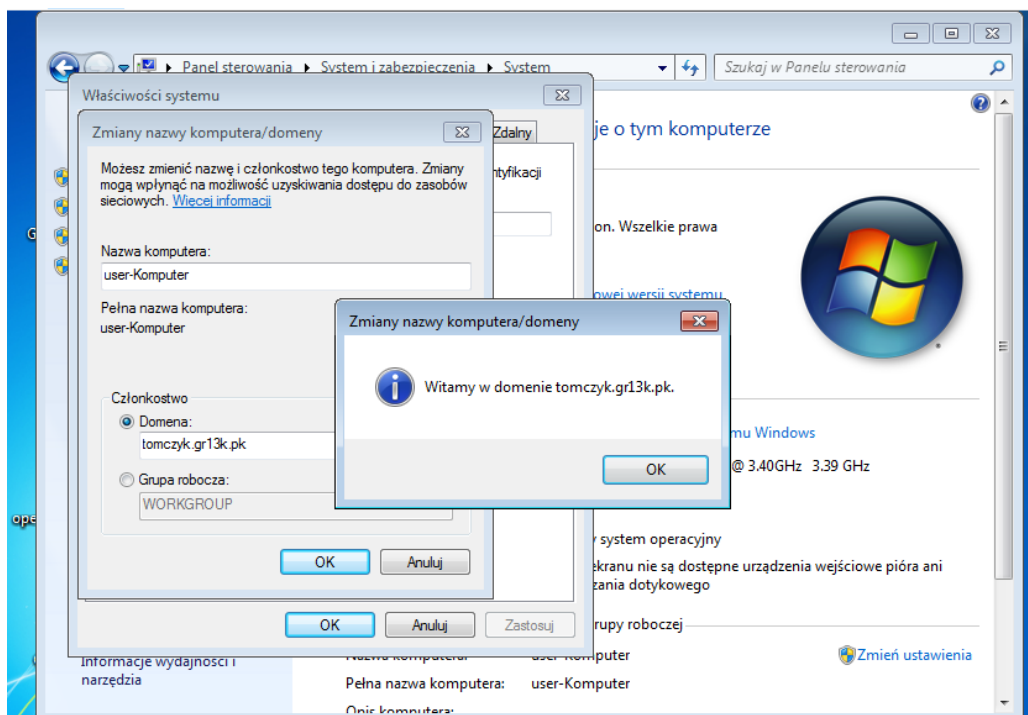 Panel sterowania ▸ System i zabezpieczenia ▸ System
Szukaj w Panelu sterowania
Właściwości systemu
Zmiany nazwy komputera/domeny
Zdalny
je o tym komputerze
Możesz zmienić nazwę i członkostwo tego komputera. Zmiany
mogą wpłynąć na możliwość uzyskiwania dostępu do zasobów
sieciowych. Więcej informacji
ntyfikacji
on. Wszelkie prawa
Nazwa komputera:
user-Komputer
owej wersji systemu
Pełna nazwa komputera:
user-Komputer
Zmiany nazwy komputera/domeny
Witamy w domenie tomczyk.gr13k.pk.
OK
Członkostwo
Domena:
tomczyk.gr13k.pk
Grupa robocza:
WORKGROUP
OK
Anuluj
mu Windows
@ 3.40GHz 3.39 GHz
ope
y system operacyjny
ekranu nie są dostępne urządzenia wejściowe pióra ani
zania dotykowego
OK
Anuluj
Zastosuj
rupy roboczej
Informacje wydajności i
narzędzia
Nazwa komputera:
user-Komputer
Zmień ustawienia
Pełna nazwa komputera:
user-Komputer
Opis komputera: